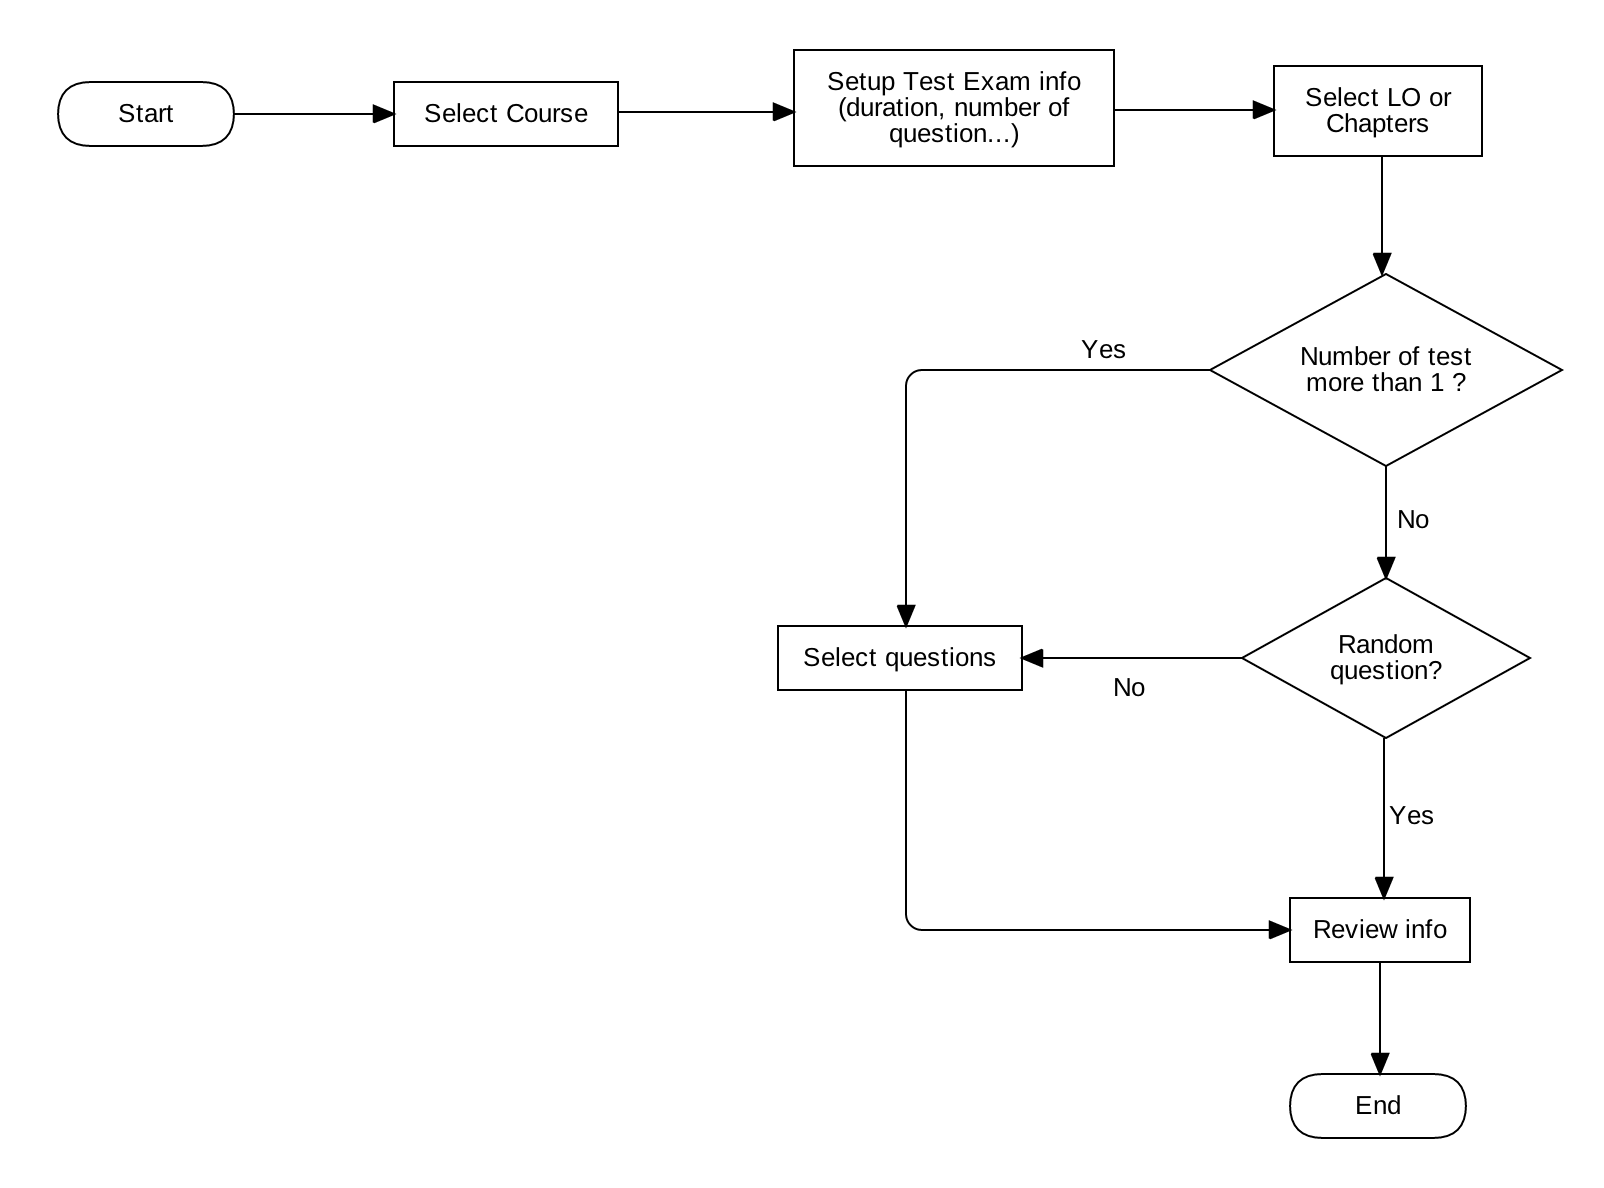 Start
Select Course
Setup Test Exam info
(duration, number of
question...)
Select LO or
Chapters
Yes
Number of test
more than 1 ?
No
Select questions
No
Random
question?
Yes
Review info
End